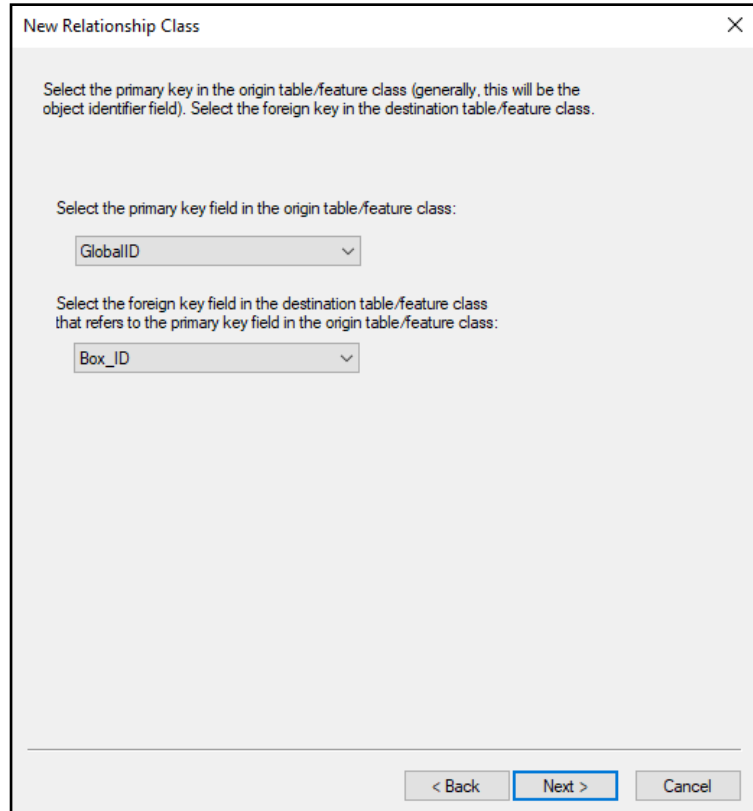 New Relationship Class
Select the primary key in the origin table/feature class (generally, this will be the
object identifier field). Select the foreign key in the destination table/feature class.
Select the primary key field in the origin table/feature class:
GlobalID
Select the foreign key field in the destination table/feature class
that refers to the primary key field in the origin table/feature class:
Box_ID
< Back Next > Cancel